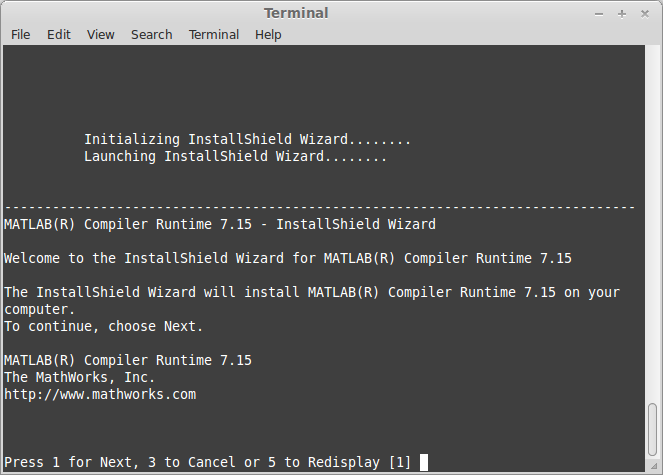 Terminal
File Edit View Search Terminal Help
Initializing InstallShield Wizard........
Launching InstallShield Wizard........
-------------------------------------------------------------------------------
MATLAB(R) Compiler Runtime 7.15 - InstallShield Wizard
Welcome to the InstallShield Wizard for MATLAB(R) Compiler Runtime 7.15
The InstallShield Wizard will install MATLAB(R) Compiler Runtime 7.15 on your
computer.
To continue, choose Next.
MATLAB(R) Compiler Runtime 7.15
The MathWorks, Inc.
http://www.mathworks.com
Press 1 for Next, 3 to Cancel or 5 to Redisplay [1]